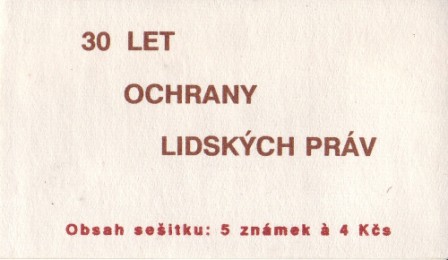 30 LET
OCHRANY
LIDSKÝCH PRÁV
Obsah sešitku: 5 známek à 4 Kčs